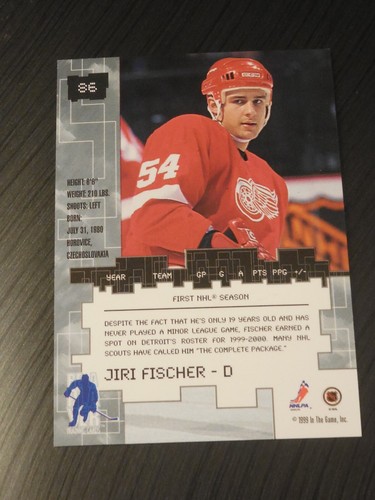 86
54
HEIGHT: 6'6"
WEIGHT: 210 LBS.
SHOOTS: LEFT
BORN:
JULY 31, 1980
HOROVICE,
CZECHOSLOVAKIA
YEAR TEAM GP G A PTS PPG +/-
FIRST NHL® SEASON
DESPITE THE FACT THAT HE'S ONLY 19 YEARS OLD AND HAS
NEVER PLAYED A MINOR LEAGUE GAME, FISCHER EARNED A
SPOT ON DETROIT'S ROSTER FOR 1999-2000. MANY NHL
SCOUTS HAVE CALLED HIM "THE COMPLETE PACKAGE."
JIRI FISCHER - D
NHLPA
NHL
© 1999 In The Game, Inc.